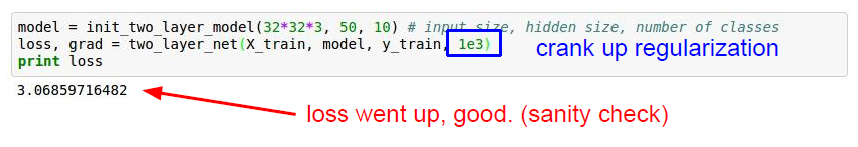 model = init_two_layer_model(32*32*3, 50, 10) # input size, hidden size, number of classes
loss, grad = two_layer_net(X_train, model, y_train, 1e3) crank up regularization
print loss
3.06859716482
loss went up, good. (sanity check)